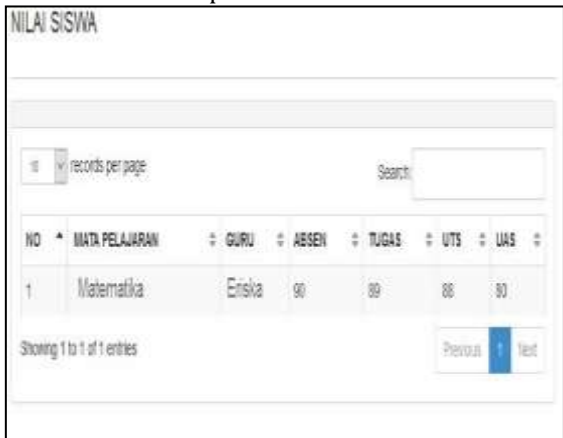 NILAI SISWA
10 records per page Search:
NO MATA PELAJARAN GURU ABSEN TUGAS UTS UAS
1 Matematika Eriska 90 89 88 80
Showing 1 to 1 of 1 entries Previous 1 Next